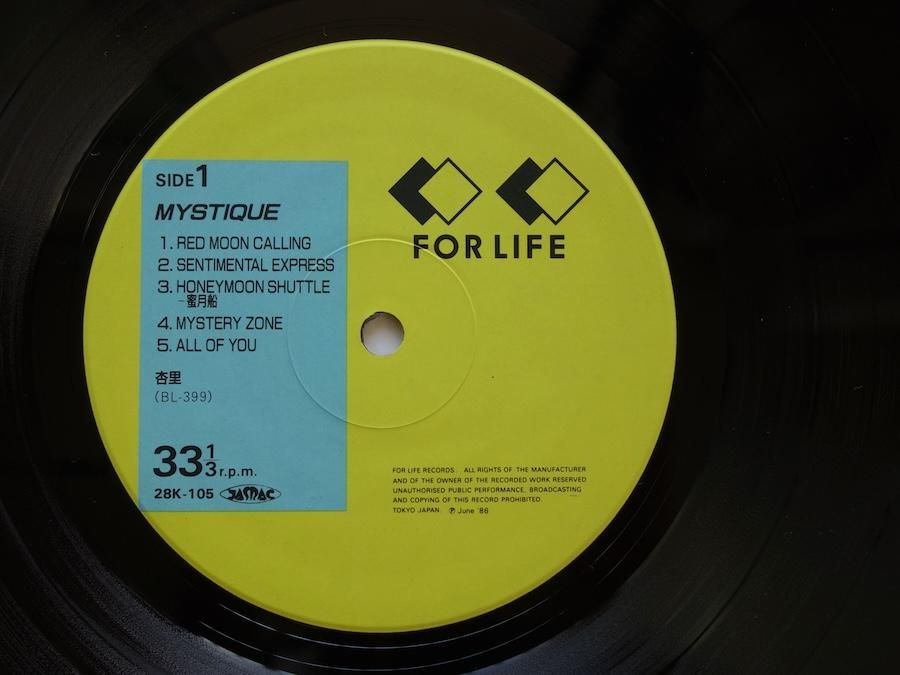 SIDE 1
MYSTIQUE
1. RED MOON CALLING
2. SENTIMENTAL EXPRESS
3. HONEYMOON SHUTTLE
－蜜月船
4. MYSTERY ZONE
5. ALL OF YOU
杏里
(BL-399)
33 1/3 r.p.m.
28K-105 JASRAC
FOR LIFE
FOR LIFE RECORDS. ALL RIGHTS OF THE MANUFACTURER
AND OF THE OWNER OF THE RECORDED WORK RESERVED
UNAUTHORISED PUBLIC PERFORMANCE, BROADCASTING
AND COPYING OF THIS RECORD PROHIBITED.
TOKYO JAPAN. Ⓟ June '86